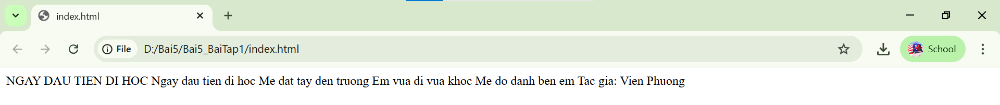 index.html
File
D:/Bai5/Bai5_BaiTap1/index.html
School
NGAY DAU TIEN DI HOC Ngay dau tien di hoc Me dat tay den truong Em vua di vua khoc Me do danh ben em Tac gia: Vien Phuong